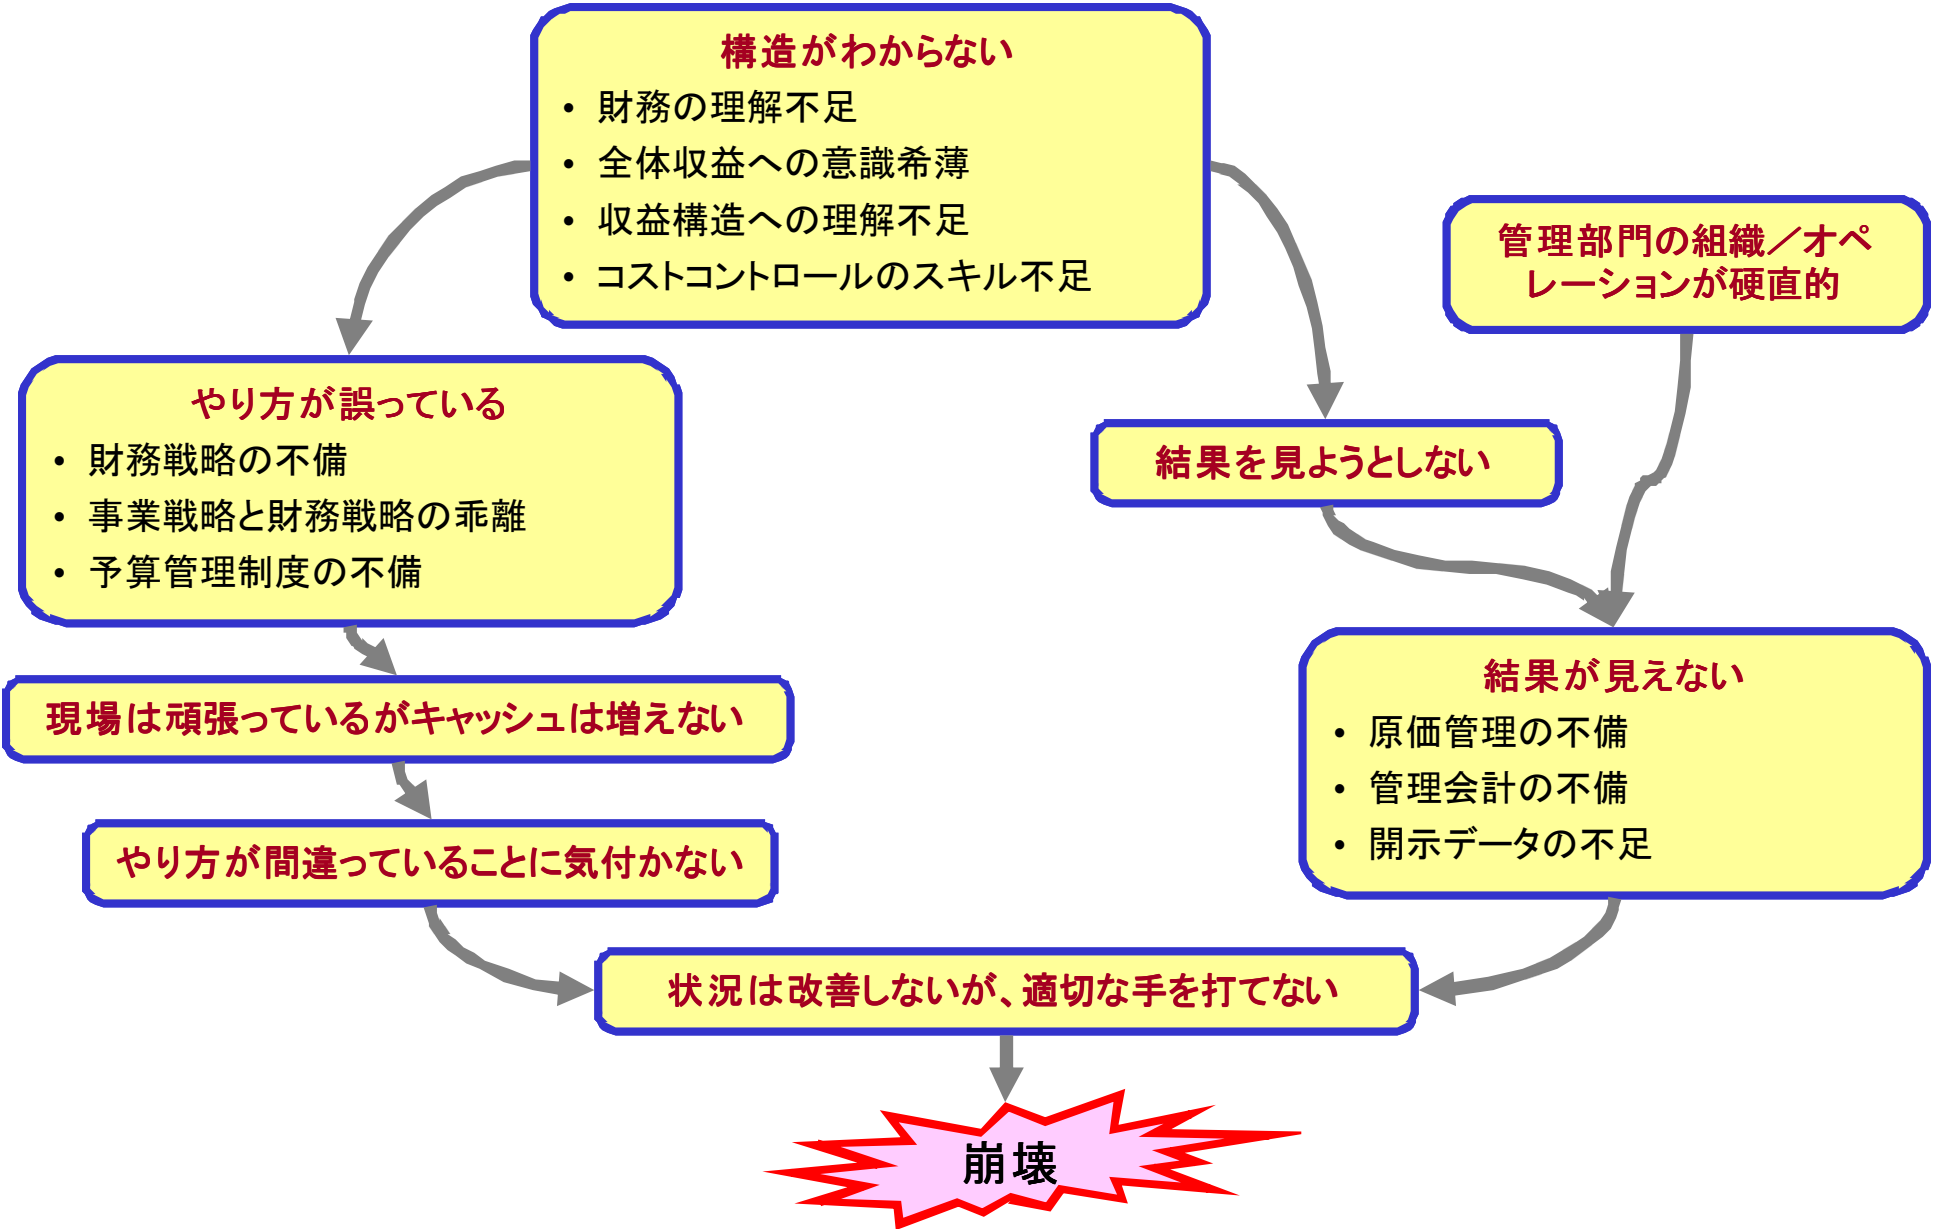 構造がわからない
• 財務の理解不足
• 全体収益への意識希薄
• 収益構造への理解不足
• コストコントロールのスキル不足
管理部門の組織／オペ
レーションが硬直的
やり方が誤っている
• 財務戦略の不備
• 事業戦略と財務戦略の乖離
• 予算管理制度の不備
結果を見ようとしない
現場は頑張っているがキャッシュは増えない
結果が見えない
• 原価管理の不備
• 管理会計の不備
• 開示データの不足
やり方が間違っていることに気付かない
状況は改善しないが、適切な手を打てない
崩壊